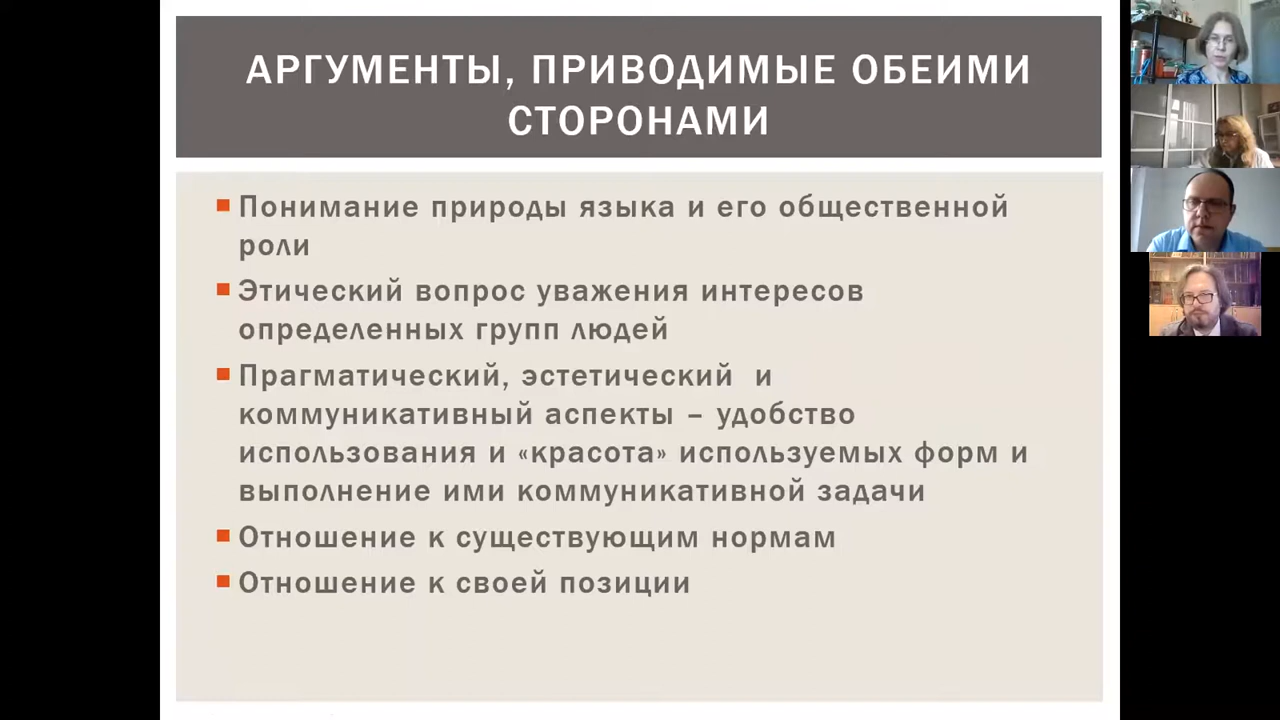 АРГУМЕНТЫ, ПРИВОДИМЫЕ ОБЕИМИ
СТОРОНАМИ
Понимание природы языка и его общественной
роли
Этический вопрос уважения интересов
определенных групп людей
Прагматический, эстетический и
коммуникативный аспекты – удобство
использования и «красота» используемых форм и
выполнение ими коммуникативной задачи
Отношение к существующим нормам
Отношение к своей позиции